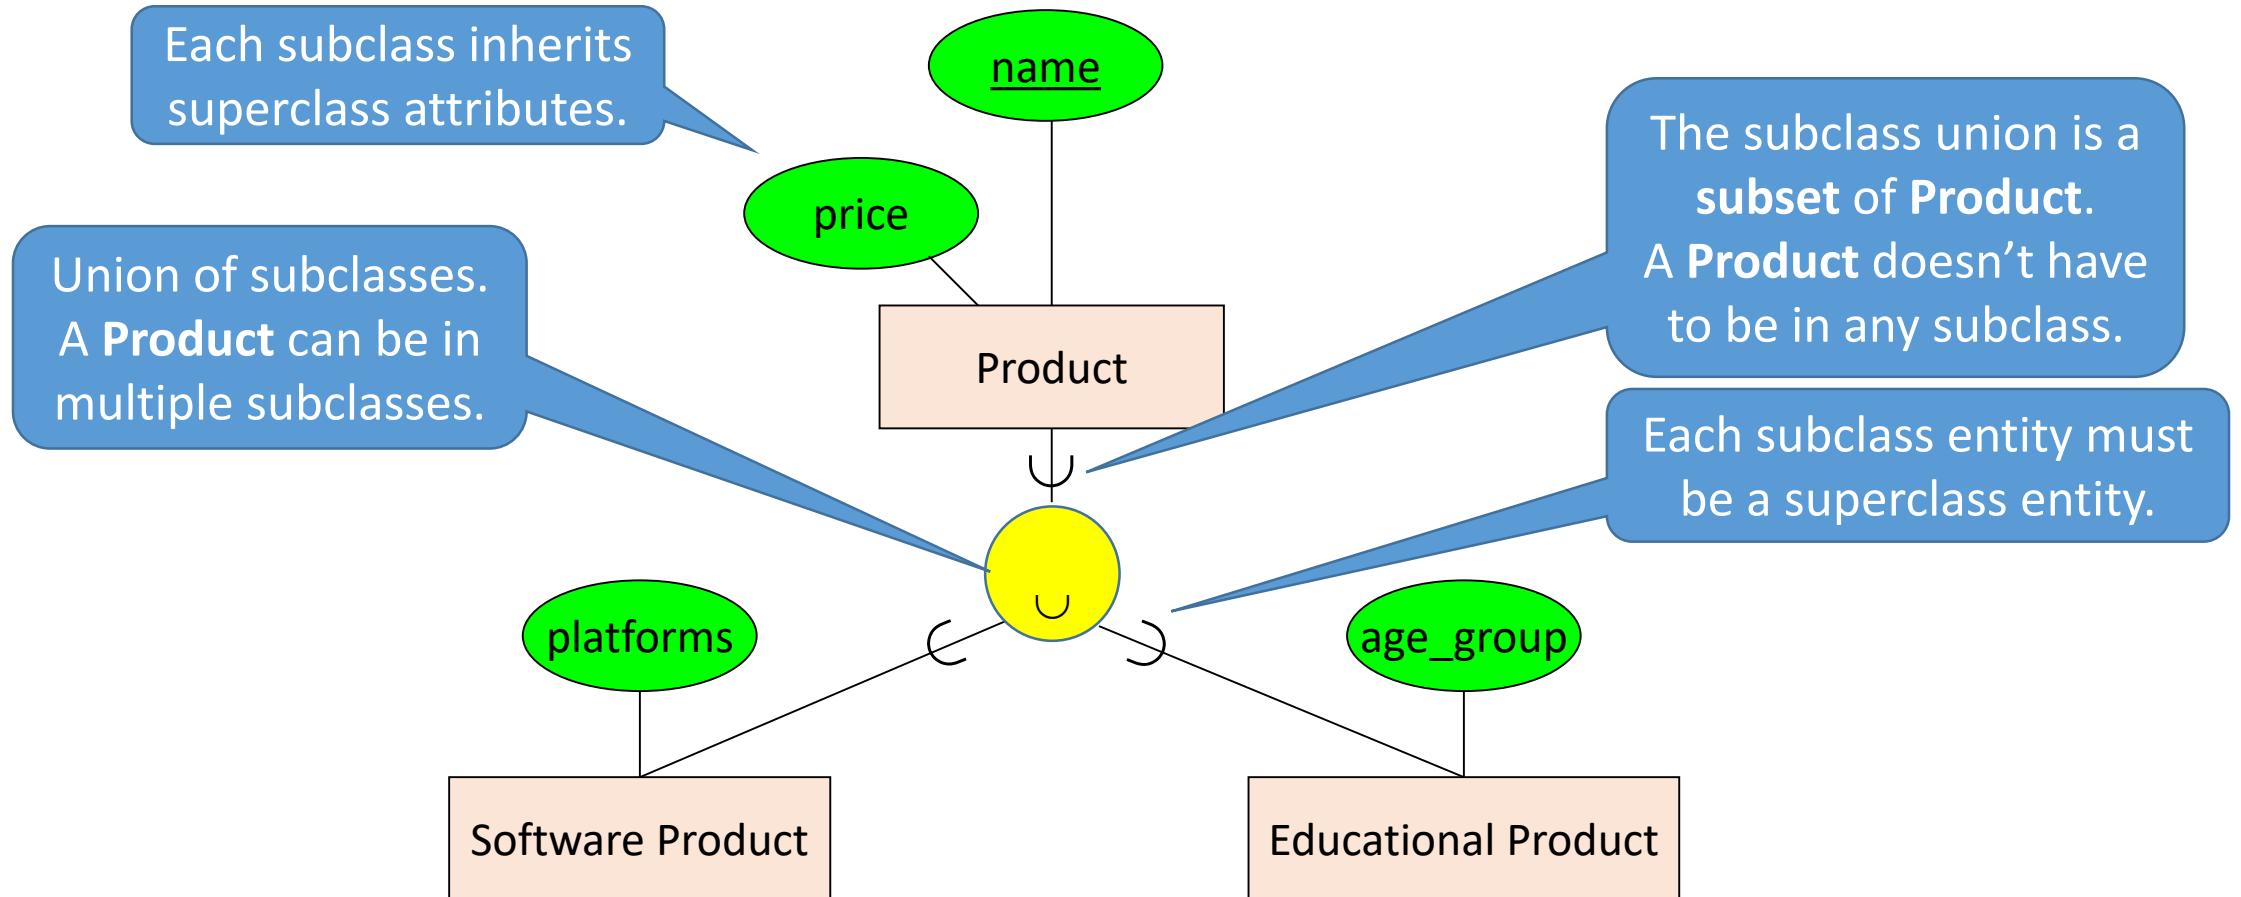 Each subclass inherits
superclass attributes.
name
price
The subclass union is a
subset of Product.
A Product doesn’t have
to be in any subclass.
Union of subclasses.
A Product can be in
multiple subclasses.
Product
Each subclass entity must
be a superclass entity.
∪
platforms
age_group
Software Product
Educational Product